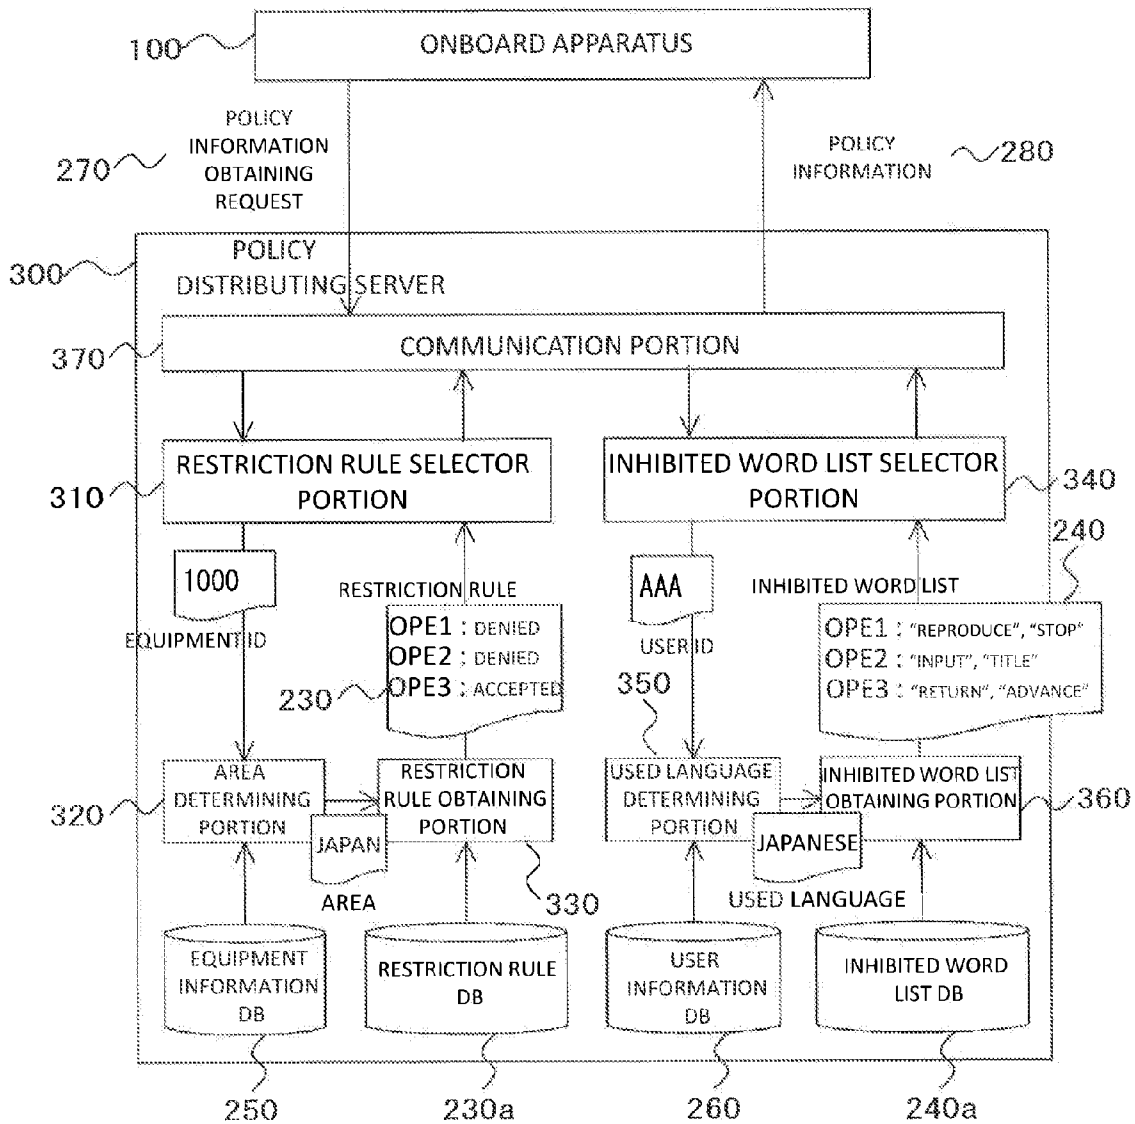 100
ONBOARD APPARATUS
270
POLICY
INFORMATION
OBTAINING
REQUEST
POLICY
INFORMATION
280
300
POLICY
DISTRIBUTING SERVER
370
COMMUNICATION PORTION
310
RESTRICTION RULE SELECTOR
PORTION
INHIBITED WORD LIST SELECTOR
PORTION
340
1000
EQUIPMENT ID
RESTRICTION RULE
OPE1 : DENIED
OPE2 : DENIED
OPE3 : ACCEPTED
230
AAA
USER ID
INHIBITED WORD LIST
240
OPE1 : “REPRODUCE”, “STOP”
OPE2 : “INPUT”, “TITLE”
OPE3 : “RETURN”, “ADVANCE”
320
AREA
DETERMINING
PORTION
JAPAN
AREA
RESTRICTION
RULE OBTAINING
PORTION
330
350
USED LANGUAGE
DETERMINING
PORTION
JAPANESE
USED LANGUAGE
INHIBITED WORD LIST
OBTAINING PORTION
360
EQUIPMENT
INFORMATION
DB
RESTRICTION RULE
DB
USER
INFORMATION
DB
INHIBITED WORD
LIST DB
250
230a
260
240a